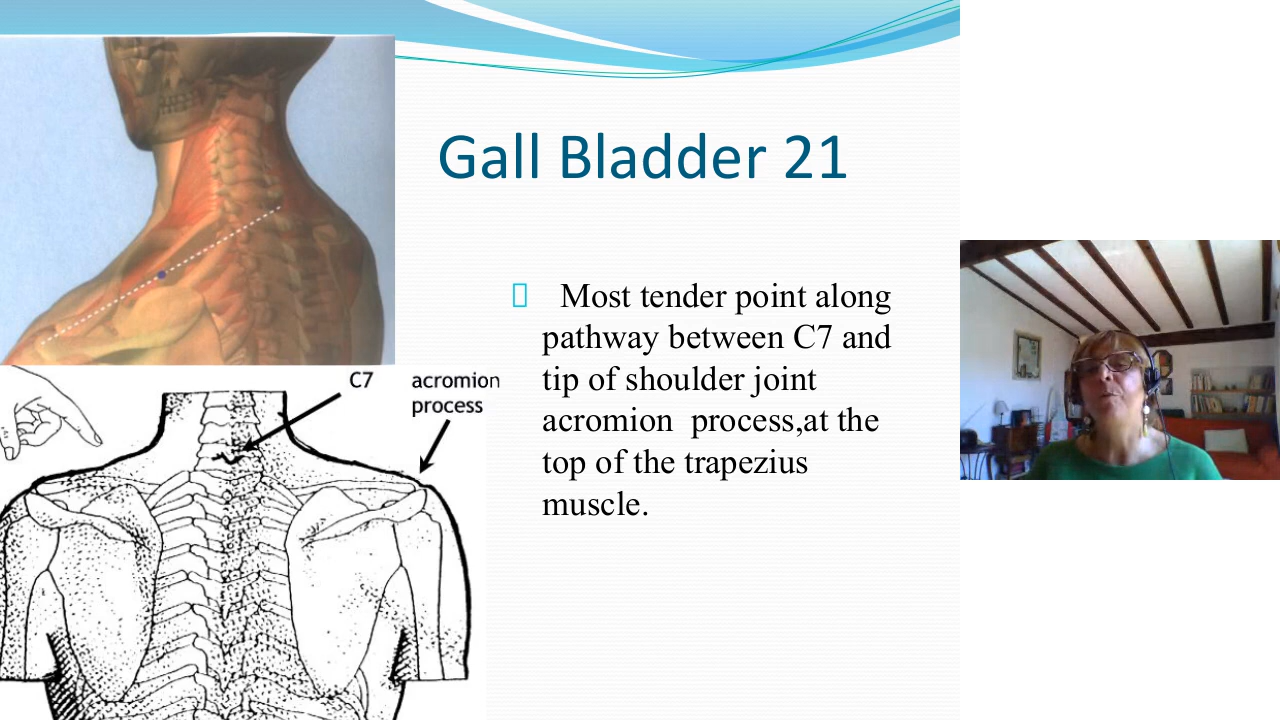 Gall Bladder 21
Most tender point along
pathway between C7 and
tip of shoulder joint
acromion  process,at the
top of the trapezius
muscle.
C7
acromion
process